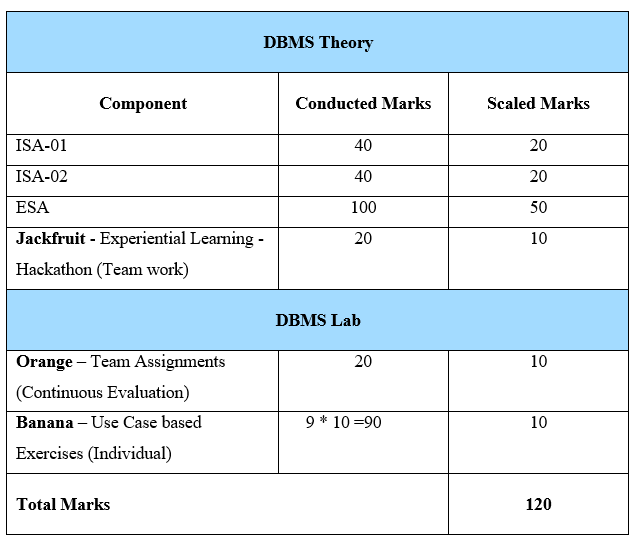 DBMS Theory
Component Conducted Marks Scaled Marks
ISA-01 40 20
ISA-02 40 20
ESA 100 50
Jackfruit - Experiential Learning - 20 10
Hackathon (Team work)
DBMS Lab
Orange – Team Assignments 20 10
(Continuous Evaluation)
Banana – Use Case based 9 * 10 =90 10
Exercises (Individual)
Total Marks 120